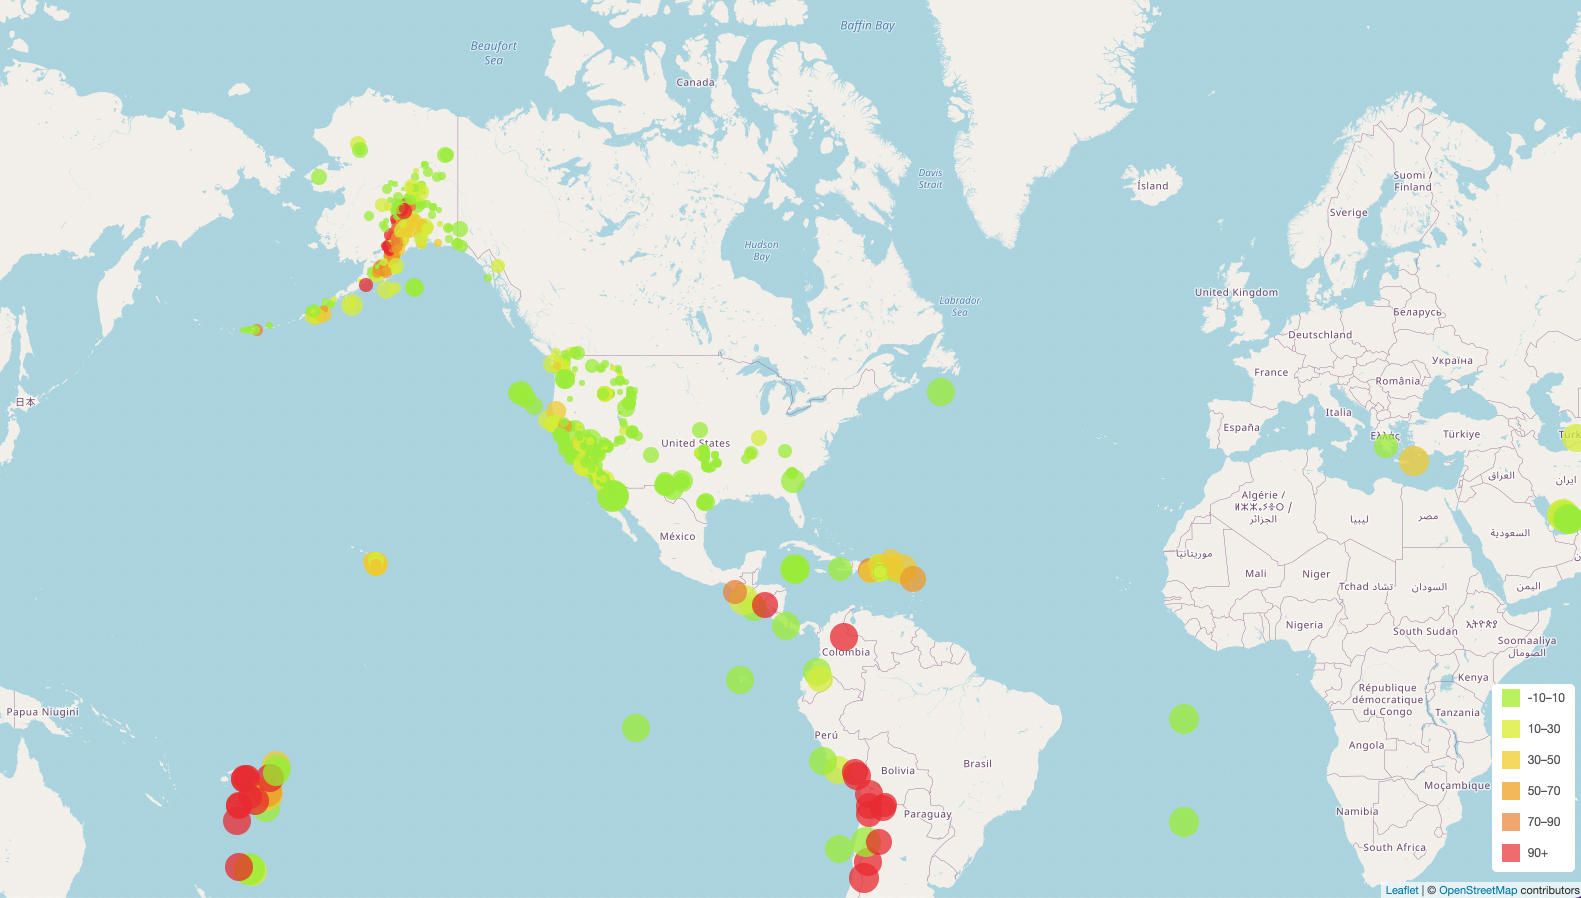 Baffin Bay
Beaufort
Sea
Canada
Davis
Strait
Ísland
Suomi /
Finland
Sverige
Hudson
Bay
Labrador
Sea
United Kingdom
Беларусь
Deutschland
Україна
France
România
日本
Italia
España
Ελλάς
Türkiye
United States
العراق
ایران
Algérie /
ⵍⵣⵣⴰⵢⴻⵔ /
الجزائر
ليبيا
مصر
السعودية
México
موريتانيا
Mali
Niger
Tchad تشاد
السودان
اليمن
Nigeria
South Sudan
ኢትዮጵያ
Soomaaliya
الصومال
Colombia
Kenya
République
démocratique
du Congo
Tanzania
Papua Niugini
Perú
Bolivia
Brasil
Angola
Moçambique
Namibia
Paraguay
South Africa
-10–10
10–30
30–50
50–70
70–90
90+
Leaflet | © OpenStreetMap contributors